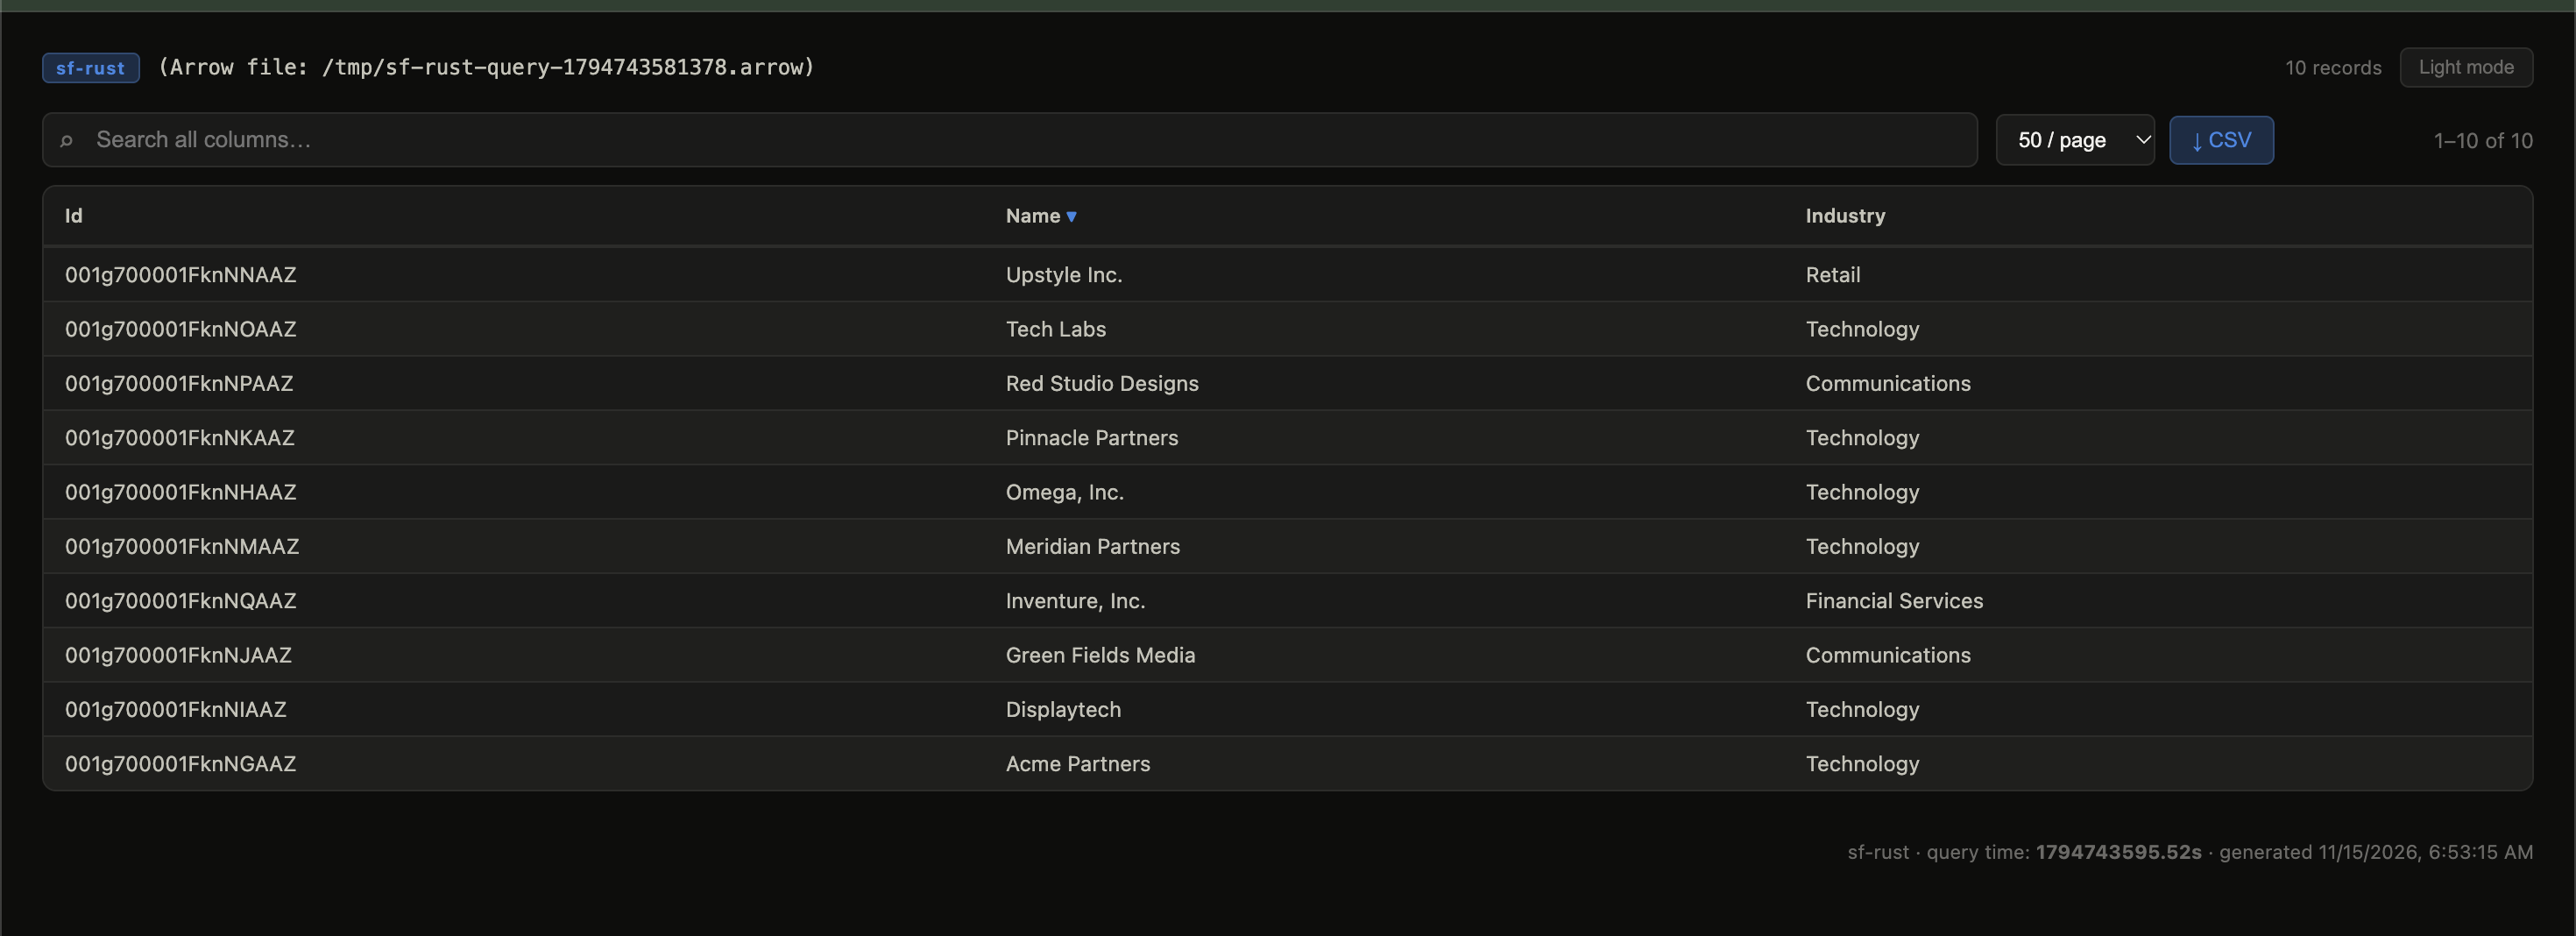 sf-rust (Arrow file: /tmp/sf-rust-query-1794743581378.arrow) 10 records Light mode
Search all columns… 50 / page ↓ CSV 1–10 of 10
Id Name ▼ Industry
001g700001FknNNAAZ Upstyle Inc. Retail
001g700001FknNOAAZ Tech Labs Technology
001g700001FknNPAAZ Red Studio Designs Communications
001g700001FknNKAAZ Pinnacle Partners Technology
001g700001FknNHAAZ Omega, Inc. Technology
001g700001FknNMAAZ Meridian Partners Technology
001g700001FknNQAAZ Inventure, Inc. Financial Services
001g700001FknNJAAZ Green Fields Media Communications
001g700001FknNIAAZ Displaytech Technology
001g700001FknNGAAZ Acme Partners Technology
sf-rust · query time: 1794743595.52s · generated 11/15/2026, 6:53:15 AM